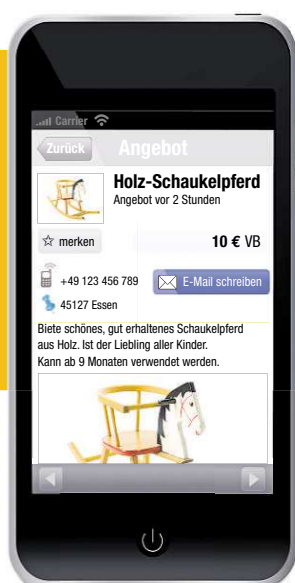 Carrier
Zurück
Angebot
Holz-Schaukelpferd
Angebot vor 2 Stunden
merken
10 € VB
+49 123 456 789
E-Mail schreiben
45127 Essen
Biete schönes, gut erhaltenes Schaukelpferd
aus Holz. Ist der Liebling aller Kinder.
Kann ab 9 Monaten verwendet werden.